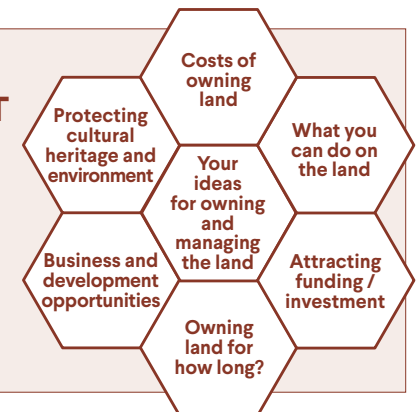 T
Costs of
owning
land
Protecting
cultural
heritage and
environment
What you
can do on
the land
Your
ideas
for owning
and
managing
the land
Business and
development
opportunities
Attracting
funding /
investment
Owning
land for
how long?